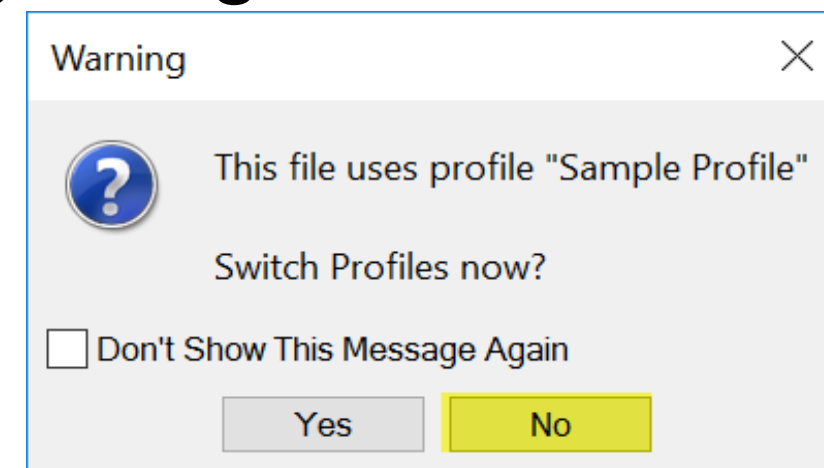 Warning
This file uses profile "Sample Profile"
Switch Profiles now?
Don't Show This Message Again
Yes
No